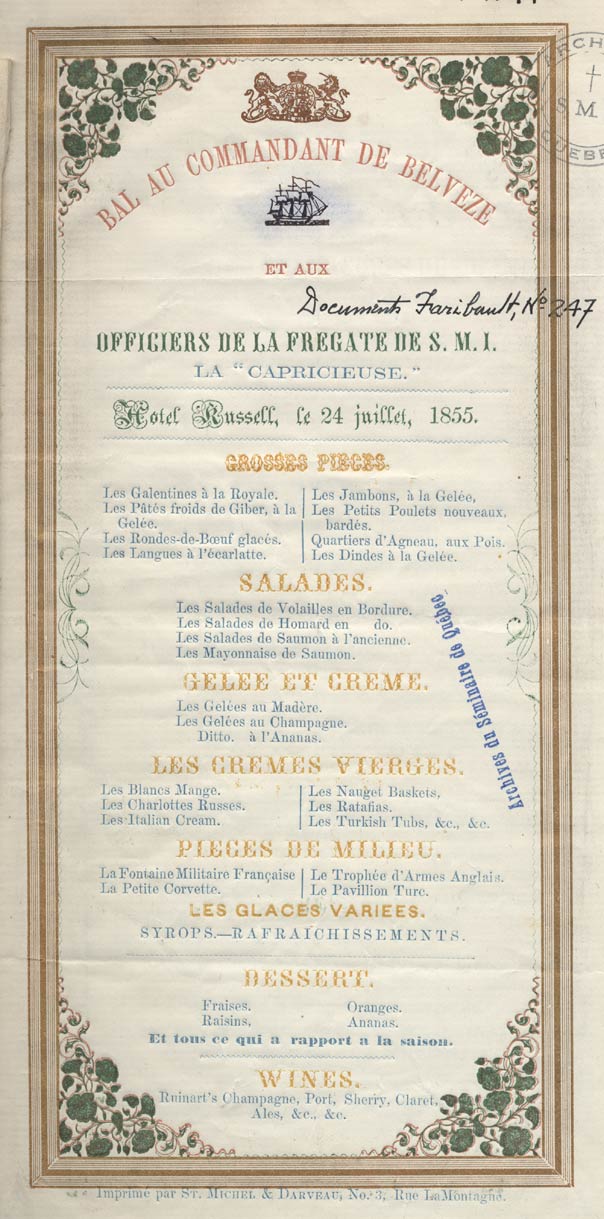 BAL AU COMMANDANT DE BELVEZE
ET AUX
Documents Faribault, No 247
OFFICIERS DE LA FREGATE DE S. M. I.
LA "CAPRICIEUSE."
Hotel Russell, le 24 juillet, 1855.
GROSSES PIECES.
Les Galentines à la Royale.
Les Pâtés froids de Giber, à la
Gelée.
Les Rondes-de-Bœuf glacés.
Les Langues à l'écarlatte.
Les Jambons, à la Gelée,
Les Petits Poulets nouveaux,
bardés.
Quartiers d'Agneau, aux Pois.
Les Dindes à la Gelée.
SALADES.
Les Salades de Volailles en Bordure.
Les Salades de Homard en do.
Les Salades de Saumon à l'ancienne.
Les Mayonnaise de Saumon.
GELEE ET CREME.
Les Gelées au Madère.
Les Gelées au Champagne.
Ditto. à l'Ananas.
LES CREMES VIERGES.
Les Blancs Mange.
Les Charlottes Russes.
Les Italian Cream.
Les Nauget Baskets,
Les Ratafias.
Les Turkish Tubs, &c., &c.
PIECES DE MILIEU.
La Fontaine Militaire Française
La Petite Corvette.
Le Trophée d'Armes Anglais.
Le Pavillion Turc.
LES GLACES VARIEES.
SYROPS.—RAFRAICHISSEMENTS.
DESSERT.
Fraises.
Raisins,
Oranges.
Ananas.
Et tous ce qui a rapport a la saison.
WINES.
Ruinart's Champagne, Port, Sherry, Claret,
Ales, &c., &c.
Imprimé par ST. MICHEL & DARVEAU, No. 3, Rue LaMontagne.
Archives du Séminaire de Québec
S M